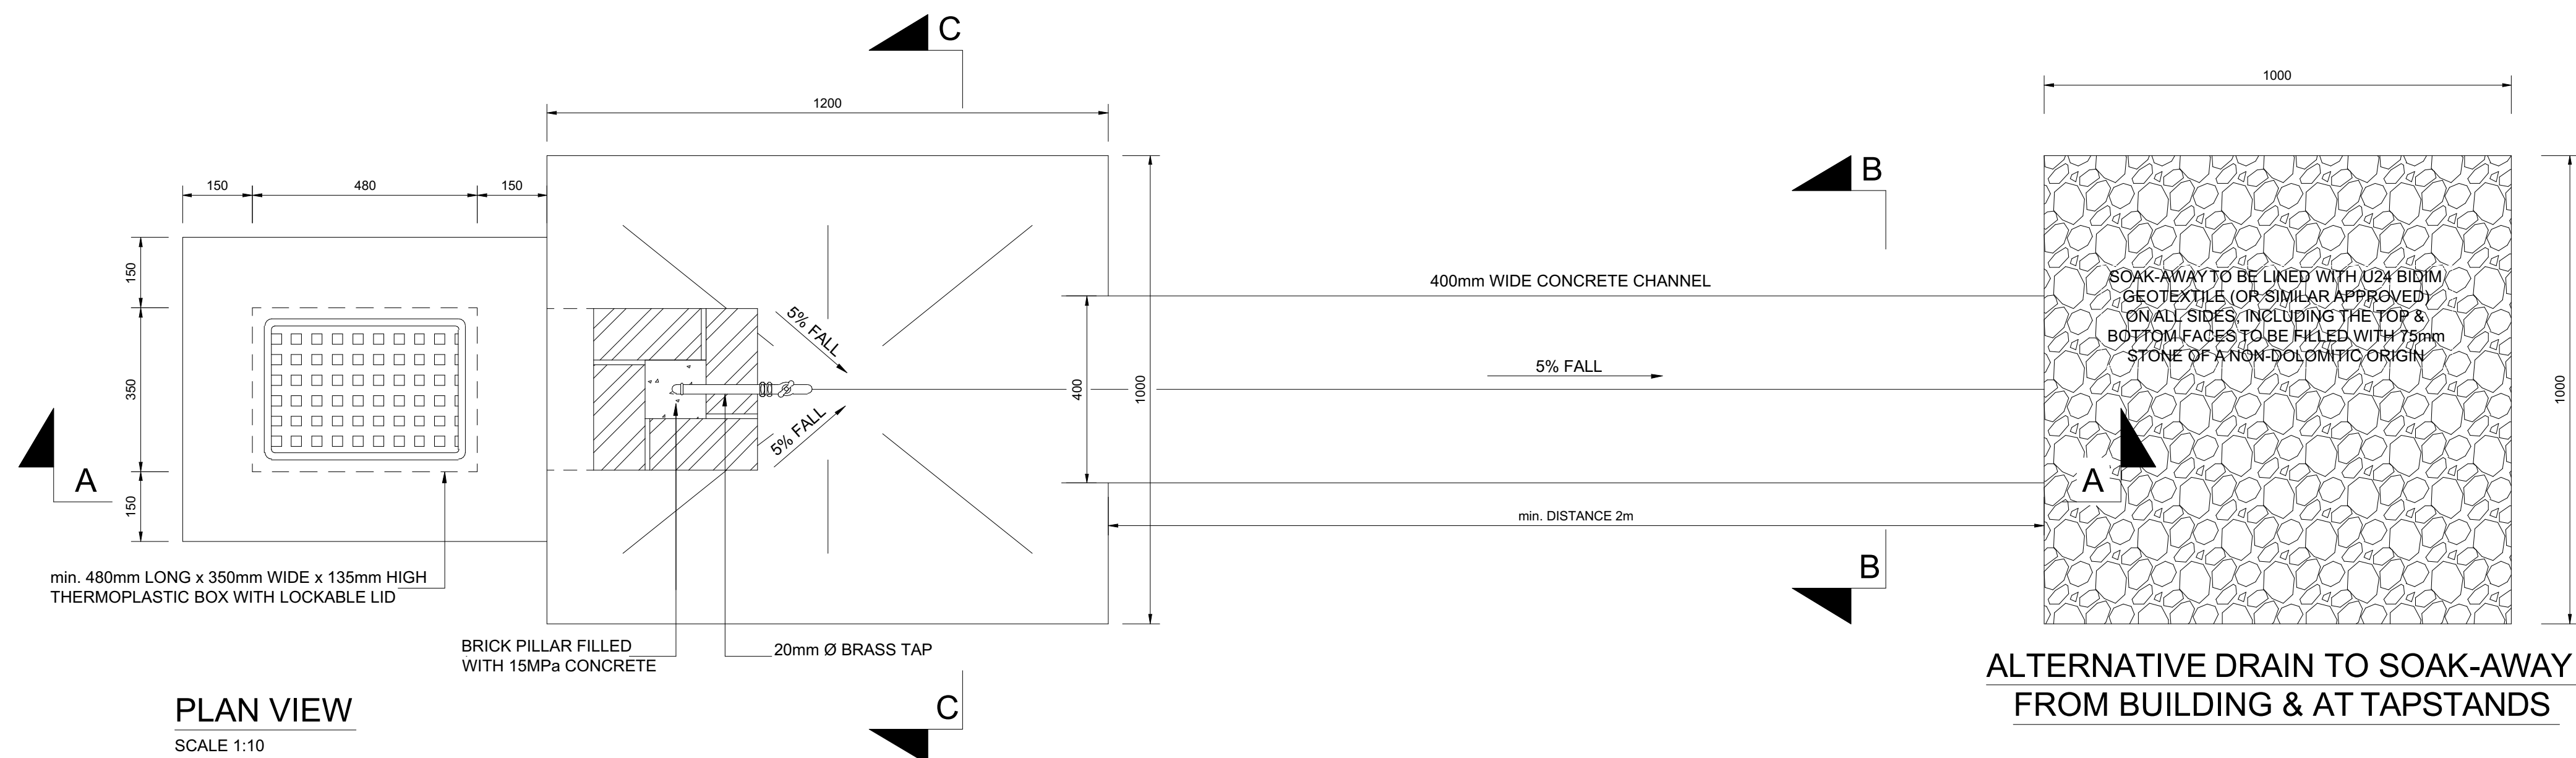 C
1200
1000
B
150
480
150
150
350
150
A
400mm WIDE CONCRETE CHANNEL
5% FALL
5% FALL
5% FALL
400
1000
min. DISTANCE 2m
SOAK-AWAY TO BE LINED WITH U24 BIDIM
GEOTEXTILE (OR SIMILAR APPROVED)
ON ALL SIDES, INCLUDING THE TOP &
BOTTOM FACES TO BE FILLED WITH 75mm
STONE OF A NON-DOLOMITIC ORIGIN
1000
A
B
min. 480mm LONG x 350mm WIDE x 135mm HIGH
THERMOPLASTIC BOX WITH LOCKABLE LID
BRICK PILLAR FILLED
WITH 15MPa CONCRETE
20mm Ø BRASS TAP
C
PLAN VIEW
SCALE 1:10
ALTERNATIVE DRAIN TO SOAK-AWAY
FROM BUILDING & AT TAPSTANDS